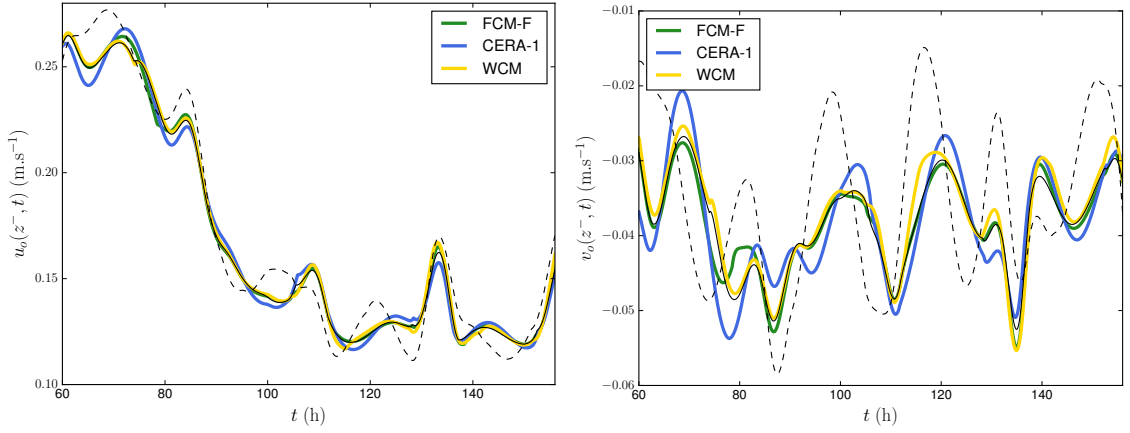 0.25
0.20
0.15
0.10
u_o(z^-, t) (m.s^{-1})
FCM-F
CERA-1
WCM
60 80 100 120 140
t (h)
−0.01
−0.02
−0.03
−0.04
−0.05
−0.06
v_o(z^-, t) (m.s^{-1})
FCM-F
CERA-1
WCM
60 80 100 120 140
t (h)